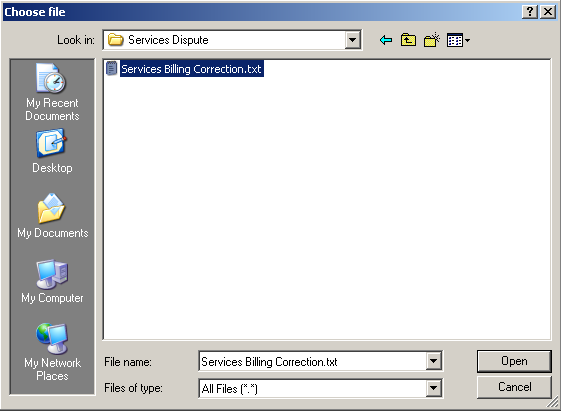 Choose file
Look in:
Services Dispute
Services Billing Correction.txt
My Recent
Documents
Desktop
My Documents
My Computer
My Network
Places
File name:
Services Billing Correction.txt
Open
Files of type:
All Files (*.*)
Cancel